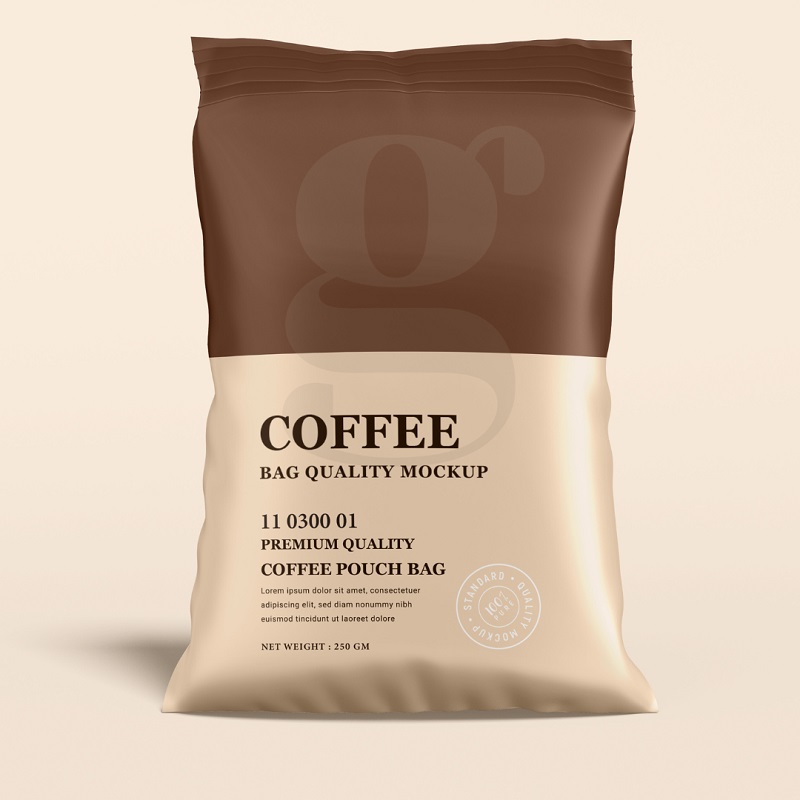 g
COFFEE
BAG QUALITY MOCKUP
11 0300 01
PREMIUM QUALITY
COFFEE POUCH BAG
Lorem ipsum dolor sit amet, consectetuer
adipiscing elit, sed diam nonummy nibh
euismod tincidunt ut laoreet dolore
NET WEIGHT : 250 GM
STANDARD • QUALITY MOCKUP •
100%
PURE